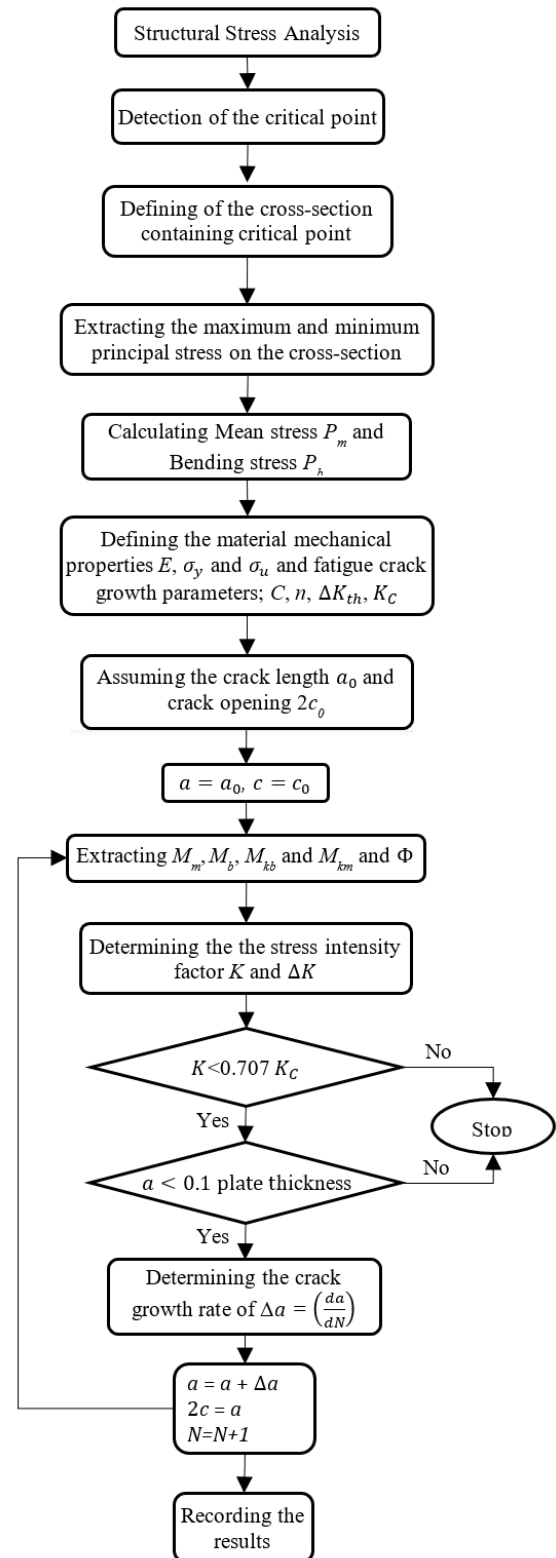 Structural Stress Analysis
Detection of the critical point
Defining of the cross-section
containing critical point
Extracting the maximum and minimum
principal stress on the cross-section
Calculating Mean stress P_m and
Bending stress P_b
Defining the material mechanical
properties E, σ_y and σ_u and fatigue crack
growth parameters; C, n, ΔK_th, K_C
Assuming the crack length a_0 and
crack opening 2c_0
a = a_0, c = c_0
Extracting M_m, M_b, M_kb and M_km and Φ
Determining the the stress intensity
factor K and ΔK
K<0.707 K_C
No
Yes
Stop
a < 0.1 plate thickness
No
Yes
Determining the crack
growth rate of Δa = (da/dN)
a = a + Δa
2c = a
N=N+1
Recording the
results